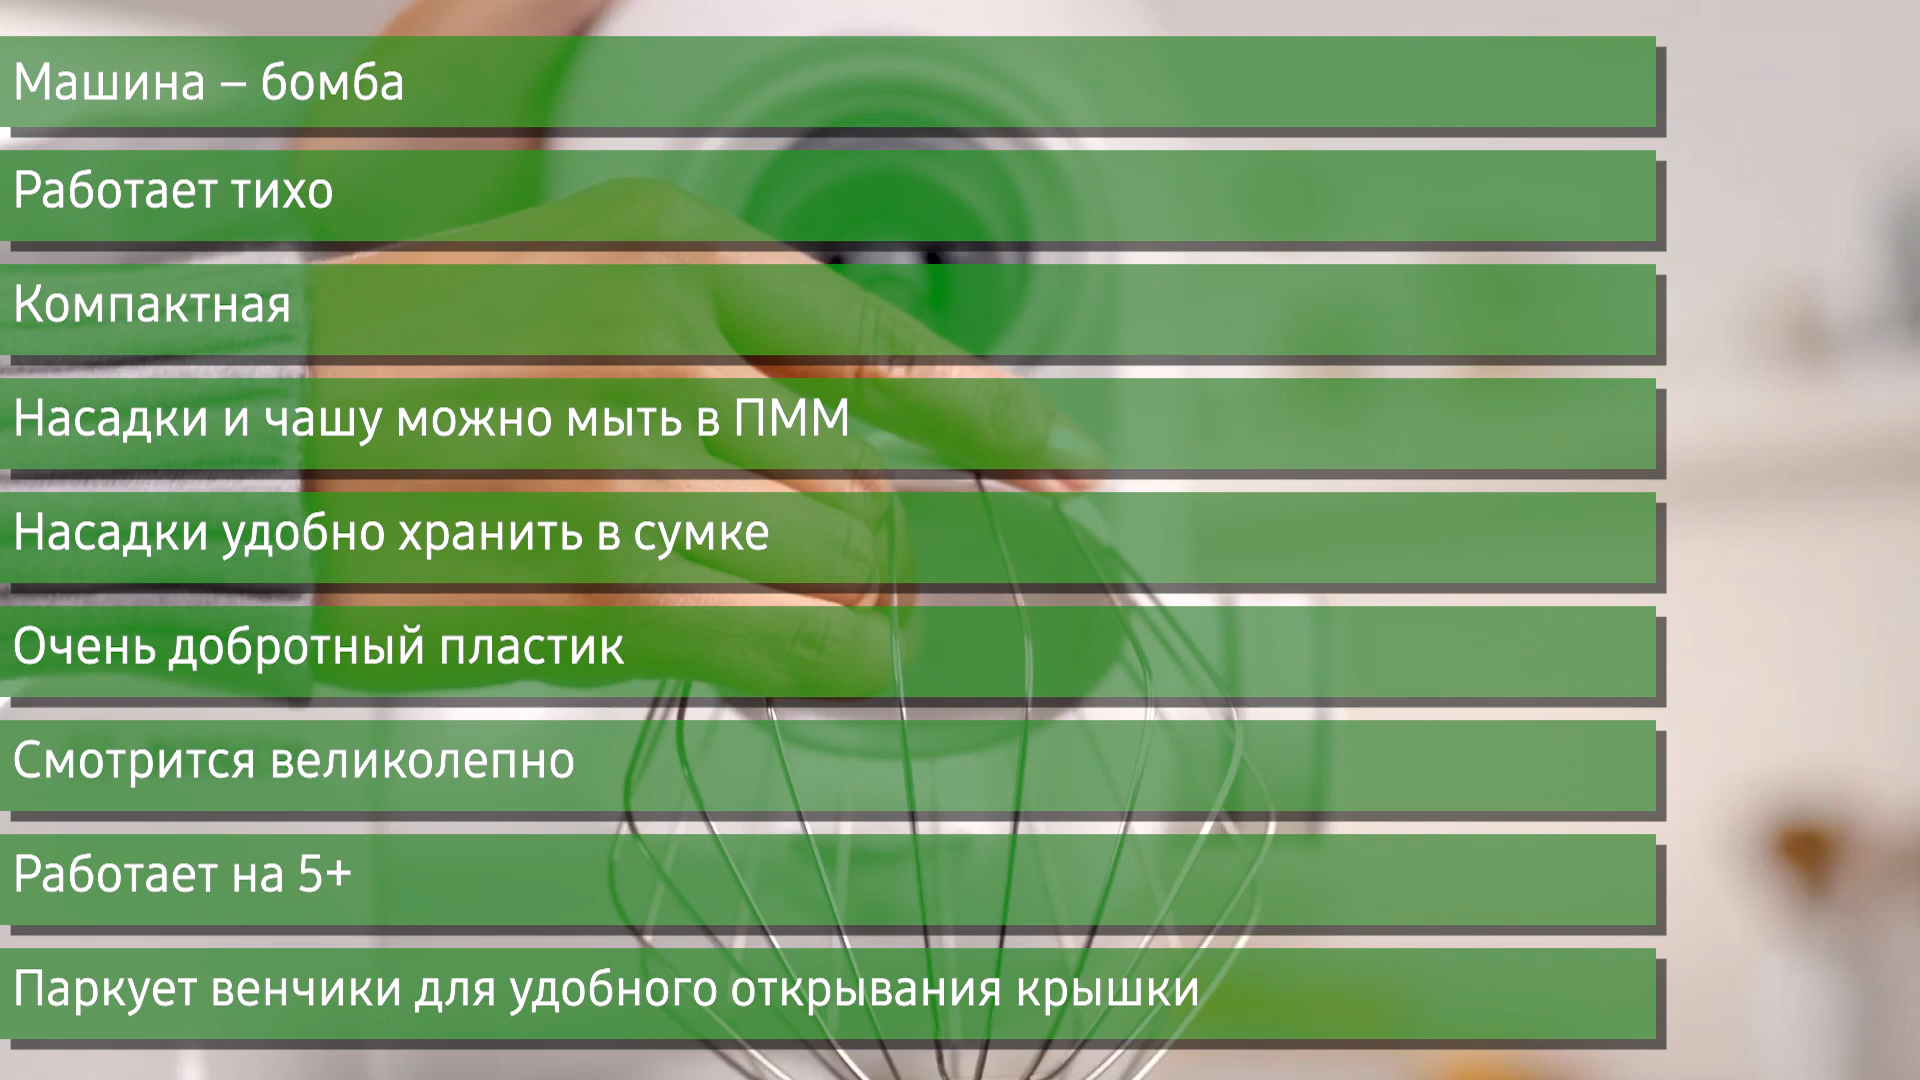 Машина – бомба
Работает тихо
Компактная
Насадки и чашу можно мыть в ПММ
Насадки удобно хранить в сумке
Очень добротный пластик
Смотрится великолепно
Работает на 5+
Паркует венчики для удобного открывания крышки